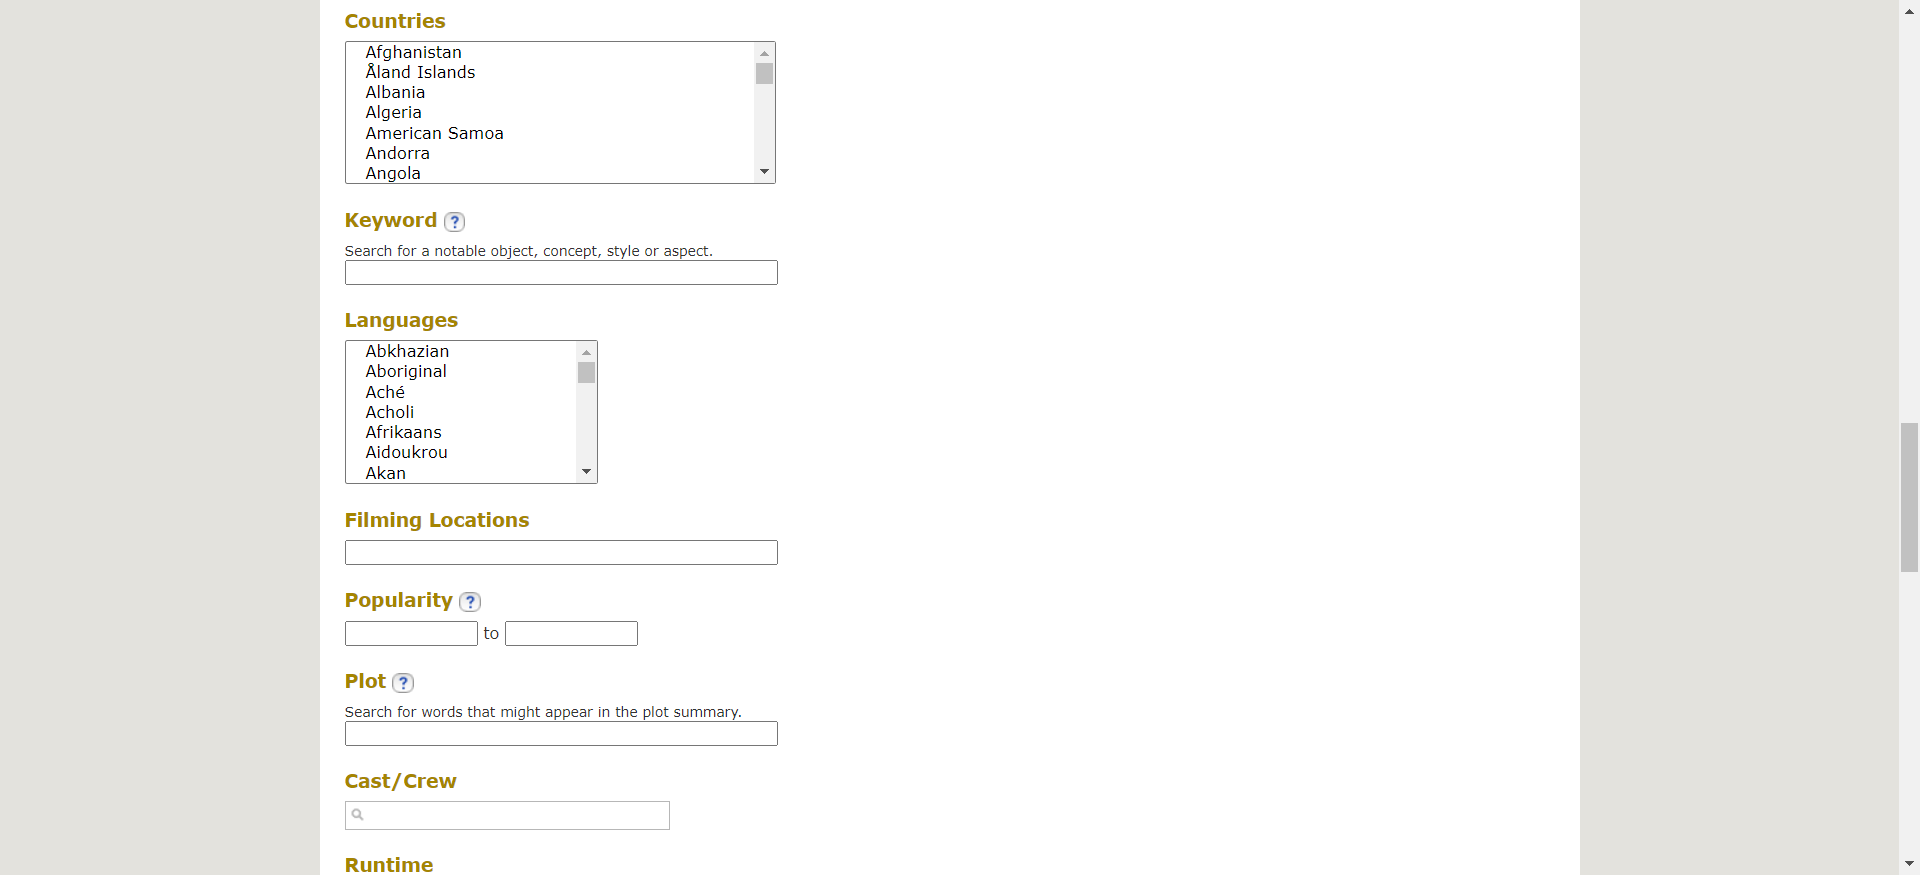 Countries
Afghanistan
Åland Islands
Albania
Algeria
American Samoa
Andorra
Angola
Keyword ?
Search for a notable object, concept, style or aspect.
Languages
Abkhazian
Aboriginal
Aché
Acholi
Afrikaans
Aidoukrou
Akan
Filming Locations
Popularity ?
to
Plot ?
Search for words that might appear in the plot summary.
Cast/Crew
Runtime